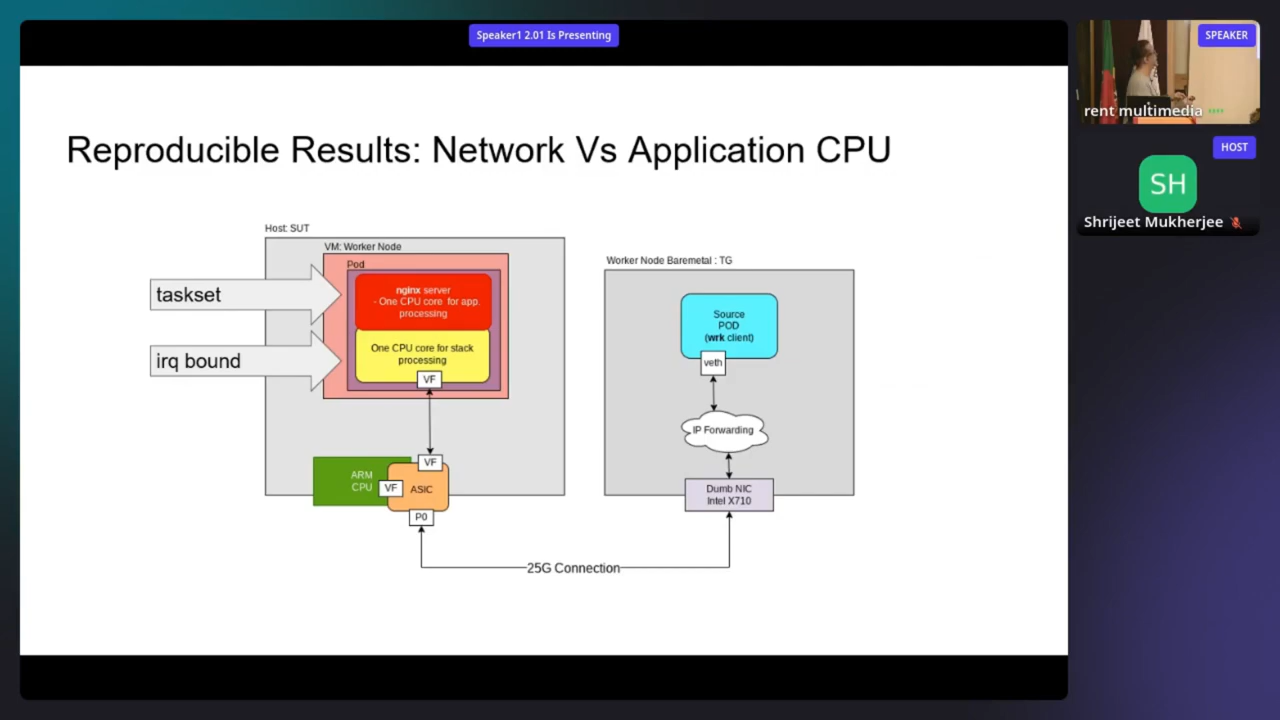 Speaker1 2.01 Is Presenting
SPEAKER
rent multimedia
HOST
SH
Shrijeet Mukherjee
Reproducible Results: Network Vs Application CPU
Host: SUT
VM: Worker Node
Pod
nginx server
- One CPU core for app.
processing
One CPU core for stack
processing
VF
taskset
irq bound
VF
ARM
CPU
VF
ASIC
P0
Worker Node Baremetal : TG
Source
POD
(wrk client)
veth
IP Forwarding
Dumb NIC
Intel X710
25G Connection